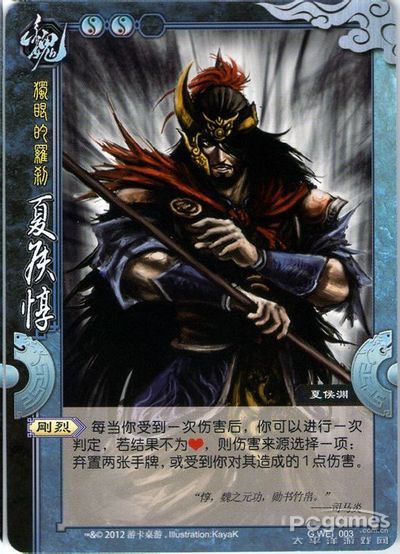 魏
獨眼的羅刹
夏侯惇
夏侯渊
剛烈
每当你受到一次伤害后，你可以进行一次
判定，若结果不为❤，则伤害来源选择一项：
弃置两张手牌，或受到你对其造成的1点伤害。
“惇，魏之元功，勋书竹帛。”
——司马炎
™&© 2012 游卡桌游，Illustration:KayaK
G.WEI 003
PCgames
太平洋游戏网